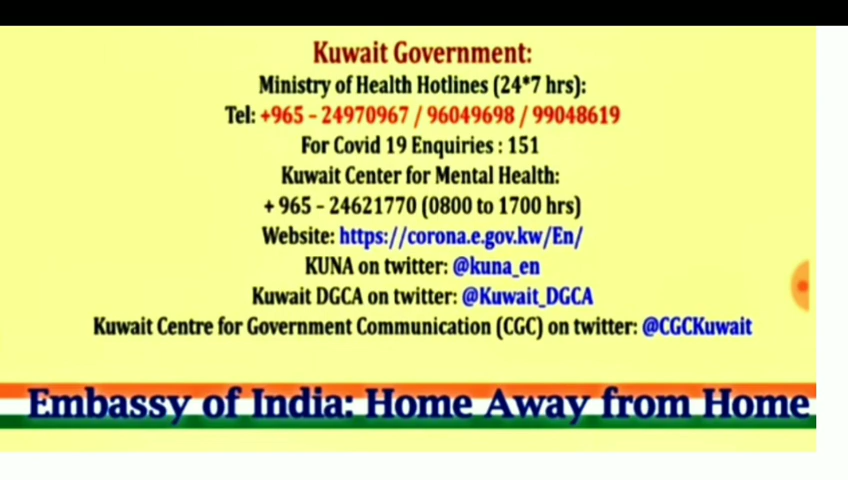 Kuwait Government:
Ministry of Health Hotlines (24*7 hrs):
Tel: +965 - 24970967 / 96049698 / 99048619
For Covid 19 Enquiries : 151
Kuwait Center for Mental Health:
+ 965 - 24621770 (0800 to 1700 hrs)
Website: https://corona.e.gov.kw/En/
KUNA on twitter: @kuna_en
Kuwait DGCA on twitter: @Kuwait_DGCA
Kuwait Centre for Government Communication (CGC) on twitter: @CGCKuwait
Embassy of India: Home Away from Home